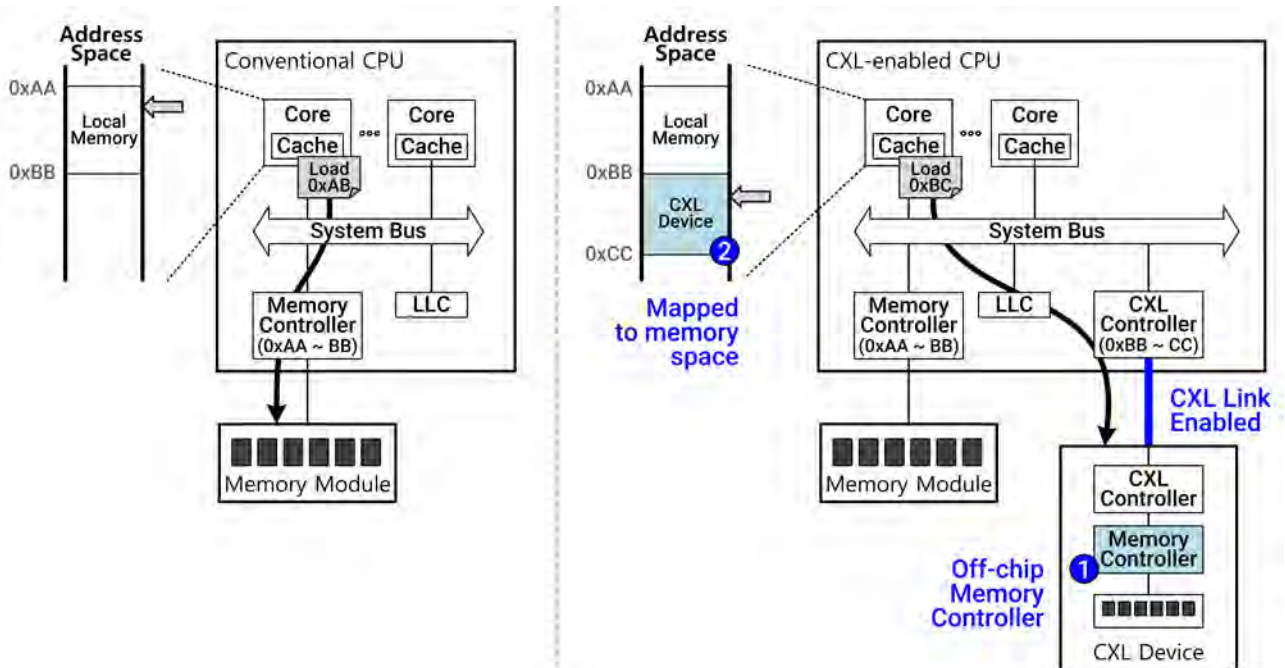 Address
Space
0xAA
Local
Memory
0xBB
Conventional CPU
Core
Cache
Load
0xAB
Core
Cache
System Bus
Memory
Controller
(0xAA ~ BB)
LLC
Memory Module
Address
Space
0xAA
Local
Memory
0xBB
CXL
Device
2
0xCC
Mapped
to memory
space
CXL-enabled CPU
Core
Cache
Load
0xBC
Core
Cache
System Bus
Memory
Controller
(0xAA ~ BB)
LLC
CXL
Controller
(0xBB ~ CC)
Memory Module
CXL Link
Enabled
CXL
Controller
Memory
Controller
1
Off-chip
Memory
Controller
CXL Device